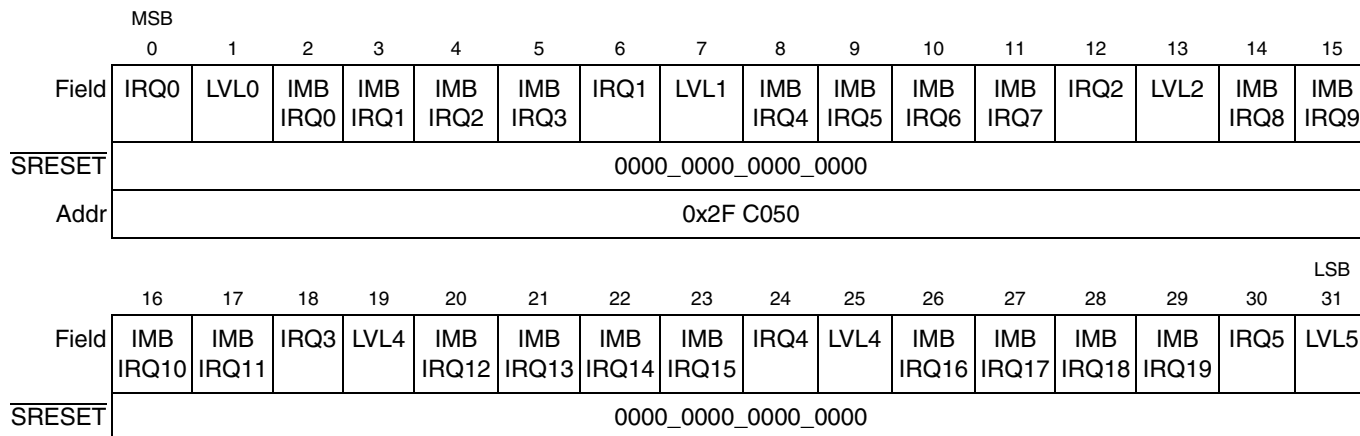 MSB
0 1 2 3 4 5 6 7 8 9 10 11 12 13 14 15
Field IRQ0 LVL0 IMB IMB IMB IMB IRQ1 LVL1 IMB IMB IMB IMB IRQ2 LVL2 IMB IMB
IRQ0 IRQ1 IRQ2 IRQ3 IRQ4 IRQ5 IRQ6 IRQ7 IRQ8 IRQ9
SRESET 0000_0000_0000_0000
Addr 0x2F C050
LSB
16 17 18 19 20 21 22 23 24 25 26 27 28 29 30 31
Field IMB IMB IRQ3 LVL4 IMB IMB IMB IMB IRQ4 LVL4 IMB IMB IMB IMB IRQ5 LVL5
IRQ10 IRQ11 IRQ12 IRQ13 IRQ14 IRQ15 IRQ16 IRQ17 IRQ18 IRQ19
SRESET 0000_0000_0000_0000